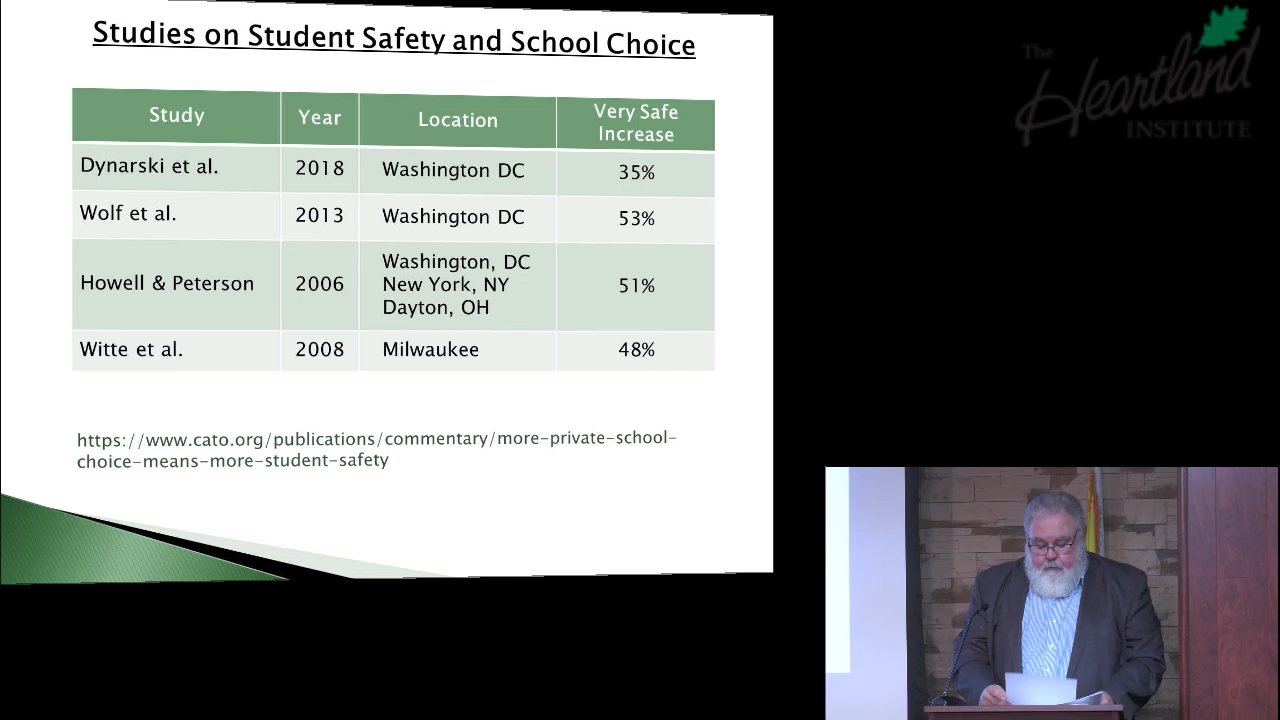 Studies on Student Safety and School Choice
Study Year Location Very Safe Increase
Dynarski et al. 2018 Washington DC 35%
Wolf et al. 2013 Washington DC 53%
Howell & Peterson 2006 Washington, DC
New York, NY
Dayton, OH
51%
Witte et al. 2008 Milwaukee 48%
https://www.cato.org/publications/commentary/more-private-school-
choice-means-more-student-safety
The
Heartland
INSTITUTE